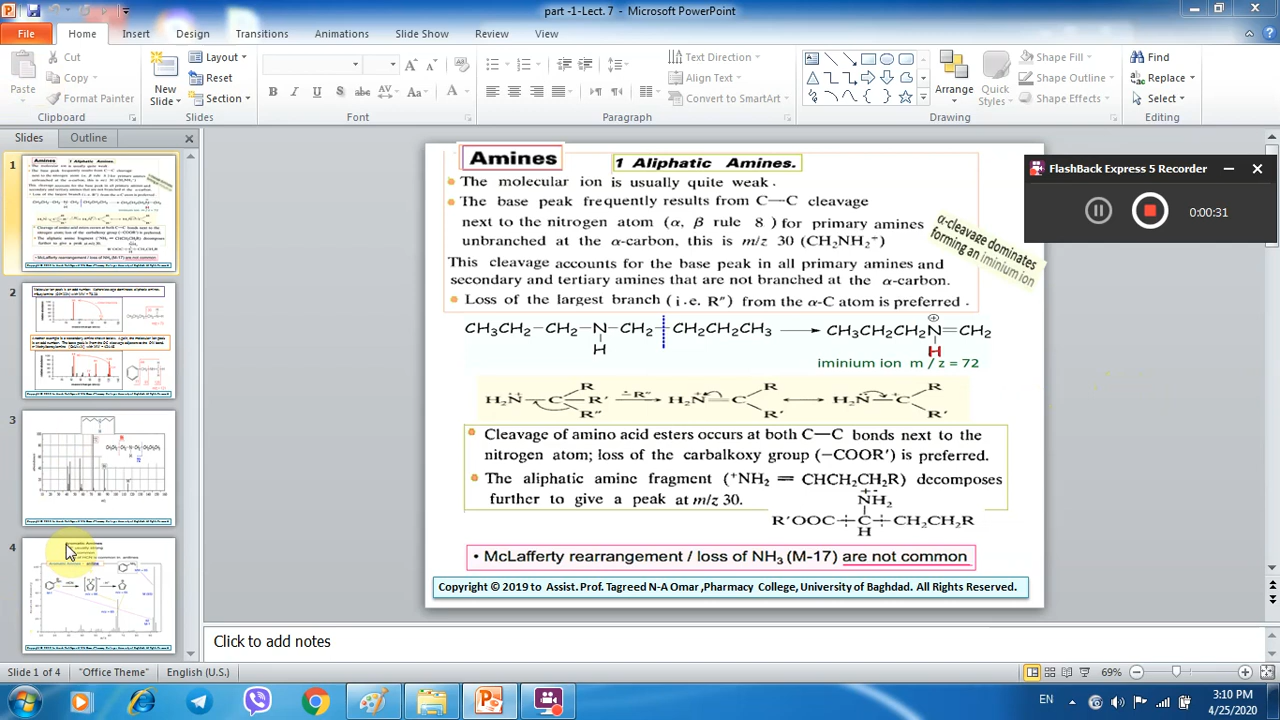 part -1-Lect. 7 - Microsoft PowerPoint
File Home Insert Design Transitions Animations Slide Show Review View
Paste Cut Copy Format Painter Clipboard
New Slide Layout Reset Section Slides
Font
Text Direction Align Text Convert to SmartArt Paragraph
Arrange Quick Styles Shape Fill Shape Outline Shape Effects Drawing
Find Replace Select Editing
Slides Outline
1
2
3
4
FlashBack Express 5 Recorder
00:00:31
Amines 1 Aliphatic Amines.
The molecular ion is usually quite weak.
The base peak frequently results from C—C cleavage
next to the nitrogen atom (α, β rule). For primary amines
unbranched at the α-carbon, this is m/z 30 (CH₂NH₂⁺)
This cleavage accounts for the base peak in all primary amines and
secondary and tertiary amines that are not branched at the α-carbon.
Loss of the largest branch (i.e. R″) from the α-C atom is preferred.
dominates
forming an iminium ion
CH₃CH₂ CH₂—N—CH₂ CH₂CH₂CH₃ CH₃CH₂CH₂N=CH₂
H ⊕ H
iminium ion m / z = 72
H₂N—C R R′ R″ −R″ H₂N=C R R′ H₂N—C R R′
Cleavage of amino acid esters occurs at both C—C bonds next to the
nitrogen atom; loss of the carbalkoxy group (−COOR′) is preferred.
The aliphatic amine fragment (⁺NH₂ = CHCH₂CH₂R) decomposes
further to give a peak at m/z 30.
NH₂
R′OOC C CH₂CH₂R
H
• McLafferty rearrangement / loss of NH₃ (M-17) are not common
Copyright © 2019 by Assist. Prof. Tagreed N-A Omar ,Pharmacy College, University of Baghdad. All Rights Reserved.
Click to add notes
Slide 1 of 4 "Office Theme" English (U.S.) 69%
EN 3:10 PM
4/25/2020